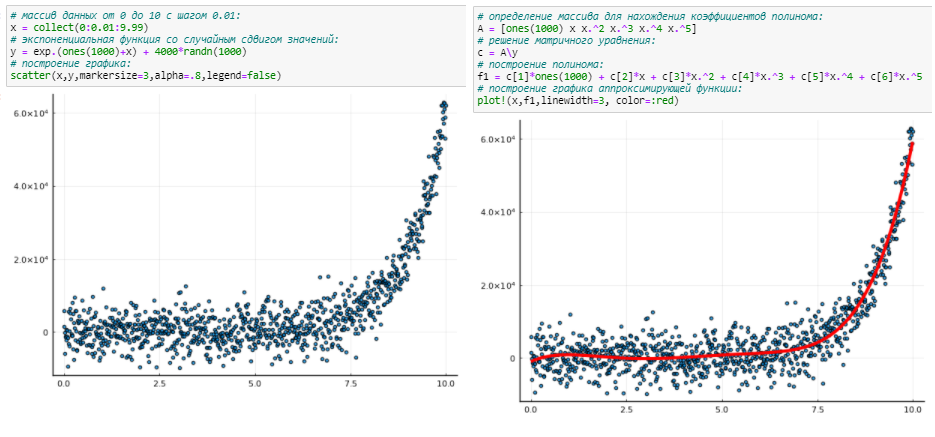 # массив данных от 0 до 10 с шагом 0.01:
x = collect(0:0.01:9.99)
# экспоненциальная функция со случайным сдвигом значений:
y = exp.(ones(1000)+x) + 4000*randn(1000)
# построение графика:
scatter(x,y,markersize=3,alpha=.8,legend=false)
6.0×10⁴
4.0×10⁴
2.0×10⁴
0
0.0 2.5 5.0 7.5 10.0
# определение массива для нахождения коэффициентов полинома:
A = [ones(1000) x x.^2 x.^3 x.^4 x.^5]
# решение матричного уравнения:
c = A\y
# построение полинома:
f1 = c[1]*ones(1000) + c[2]*x + c[3]*x.^2 + c[4]*x.^3 + c[5]*x.^4 + c[6]*x.^5
# построение графика аппроксимирующей функции:
plot!(x,f1,linewidth=3, color=:red)
6.0×10⁴
4.0×10⁴
2.0×10⁴
0
0.0 2.5 5.0 7.5 10.0